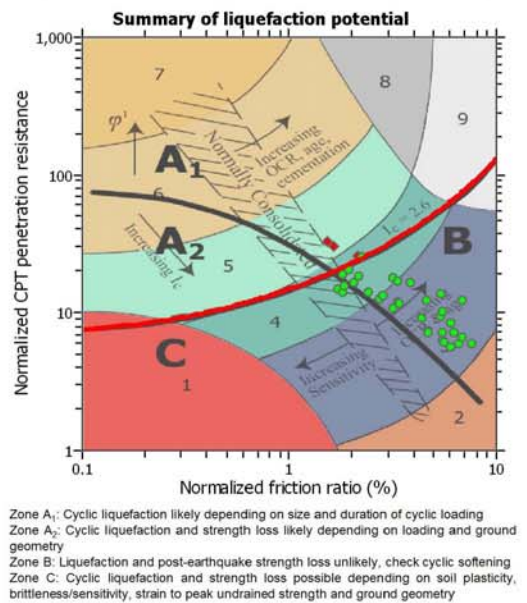 Summary of liquefaction potential
1,000
100
10
1
Normalized CPT penetration resistance
7
8
9
φ'
A1
Normally Consolidated
Increasing
OCR, age,
cementation
6
A2
Increasing Ic
5
Ic = 2.6
B
4
C
1
Increasing
Sensitivity
2
0.1
1
10
Normalized friction ratio (%)
Zone A1: Cyclic liquefaction likely depending on size and duration of cyclic loading
Zone A2: Cyclic liquefaction and strength loss likely depending on loading and ground
geometry
Zone B: Liquefaction and post-earthquake strength loss unlikely, check cyclic softening
Zone C: Cyclic liquefaction and strength loss possible depending on soil plasticity,
brittleness/sensitivity, strain to peak undrained strength and ground geometry